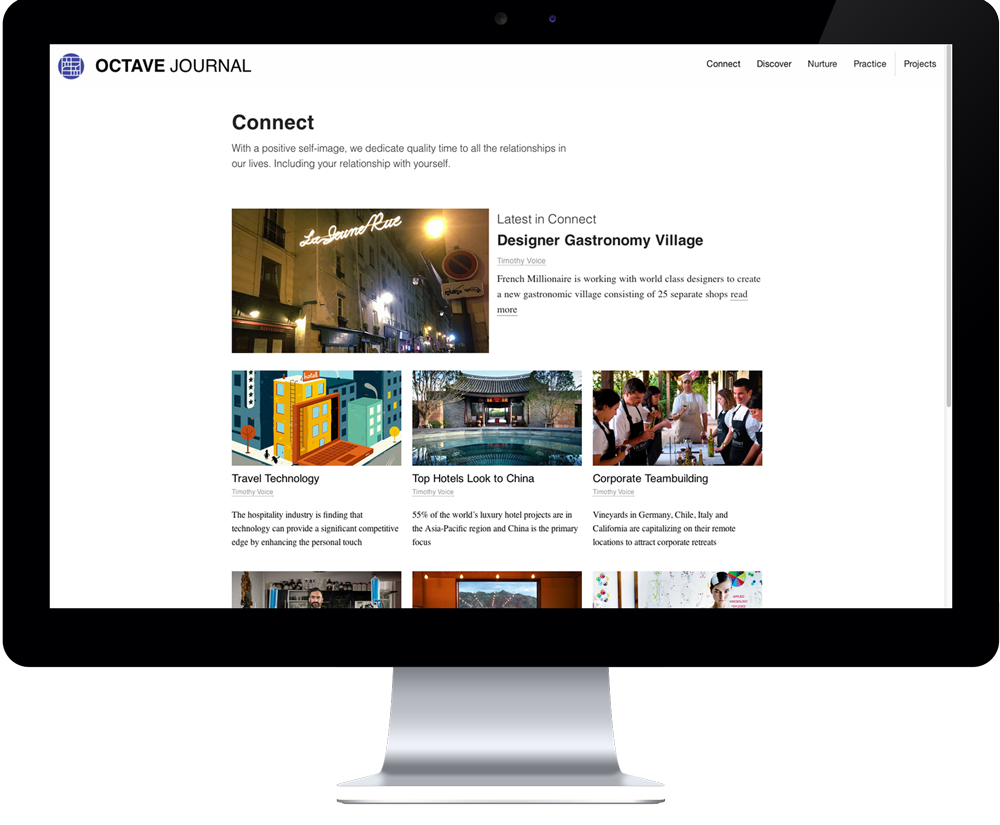 OCTAVE JOURNAL
Connect
Discover
Nurture
Practice
Projects
Connect
With a positive self-image, we dedicate quality time to all the relationships in
our lives. Including your relationship with yourself.
La Jeune Rue
Latest in Connect
Designer Gastronomy Village
Timothy Voice
French Millionaire is working with world class designers to create
a new gastronomic village consisting of 25 separate shops read
more
hotel
Travel Technology
Timothy Voice
The hospitality industry is finding that
technology can provide a significant competitive
edge by enhancing the personal touch
Top Hotels Look to China
Timothy Voice
55% of the world's luxury hotel projects are in
the Asia-Pacific region and China is the primary
focus
Corporate Teambuilding
Timothy Voice
Vineyards in Germany, Chile, Italy and
California are capitalizing on their remote
locations to attract corporate retreats